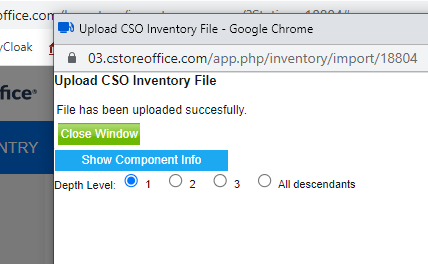 Upload CSO Inventory File - Google Chrome
office.com/
yCloak
03.cstoreoffice.com/app.php/inventory/import/18804
Upload CSO Inventory File
fice
File has been uploaded succesfully.
Close Window
NTRY
Show Component Info
Depth Level: 1 2 3 All descendants